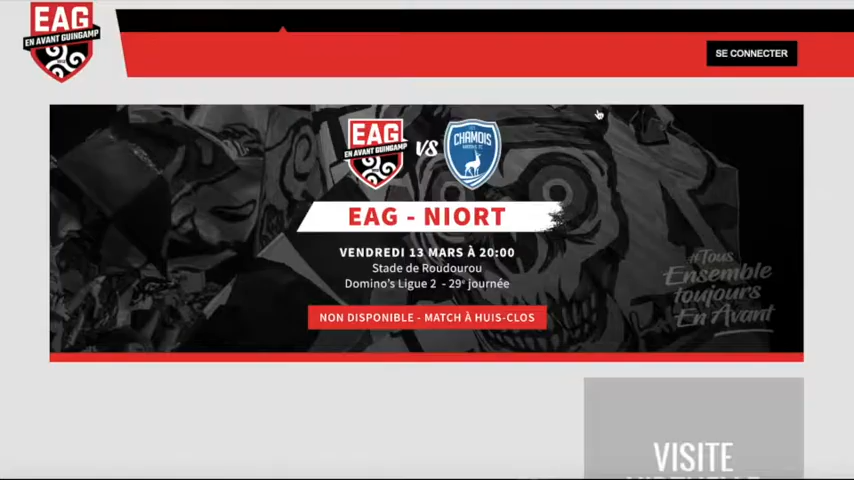 EAG
EN AVANT GUINGAMP
SE CONNECTER
EAG
EN AVANT GUINGAMP
VS
CHAMOIS
EAG - NIORT
VENDREDI 13 MARS À 20:00
Stade de Roudourou
Domino's Ligue 2 - 29e journée
#Tous
Ensemble
toujours
En Avant
NON DISPONIBLE - MATCH À HUIS-CLOS
VISITE